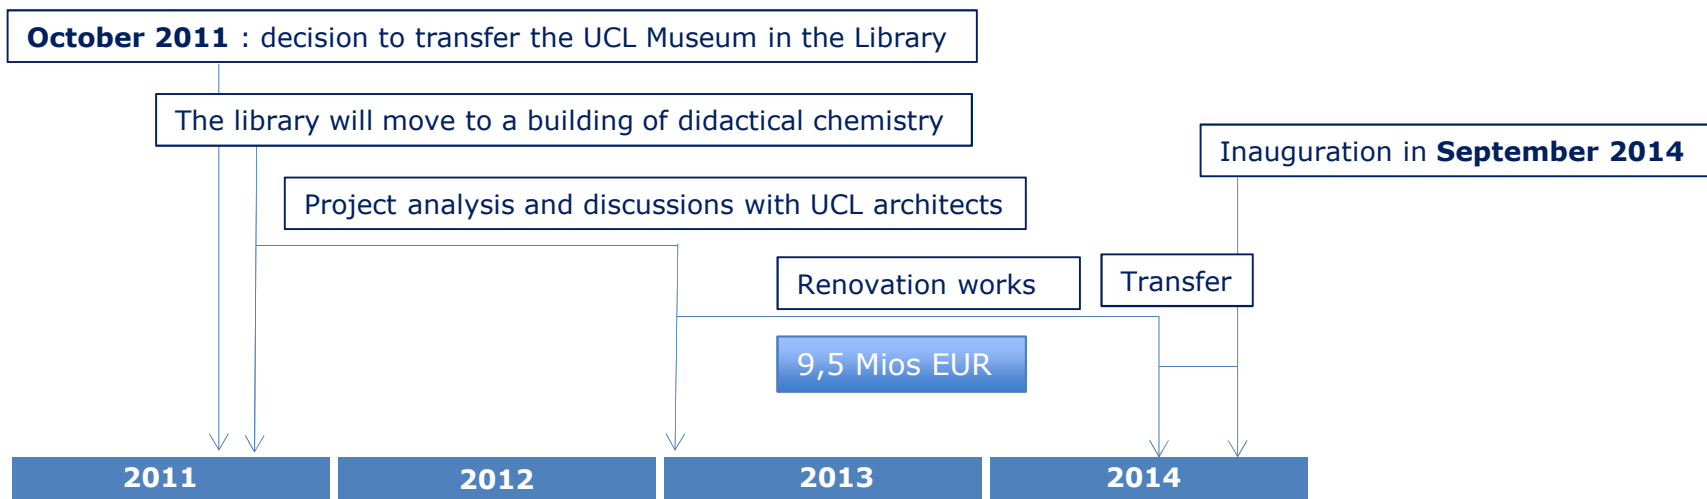 October 2011 : decision to transfer the UCL Museum in the Library
The library will move to a building of didactical chemistry
Inauguration in September 2014
Project analysis and discussions with UCL architects
Renovation works
Transfer
9,5 Mios EUR
2011
2012
2013
2014